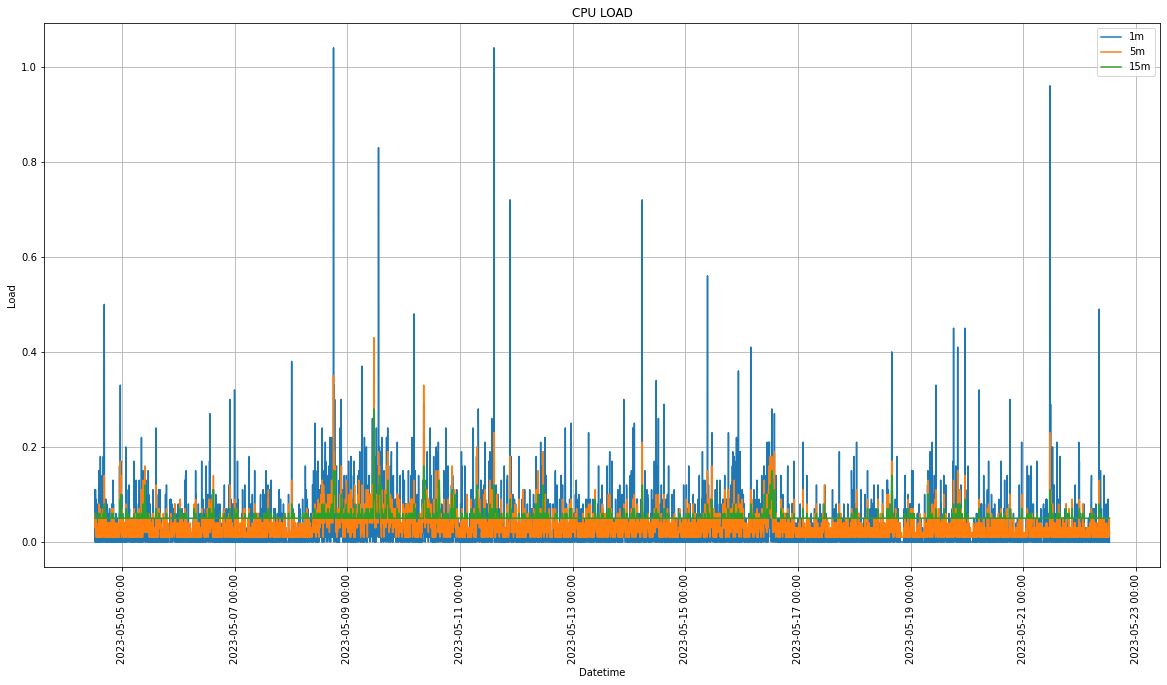 CPU LOAD
1m
5m
15m
1.0
0.8
0.6
0.4
0.2
0.0
Load
2023-05-05 00:00
2023-05-07 00:00
2023-05-09 00:00
2023-05-11 00:00
2023-05-13 00:00
2023-05-15 00:00
2023-05-17 00:00
2023-05-19 00:00
2023-05-21 00:00
2023-05-23 00:00
Datetime